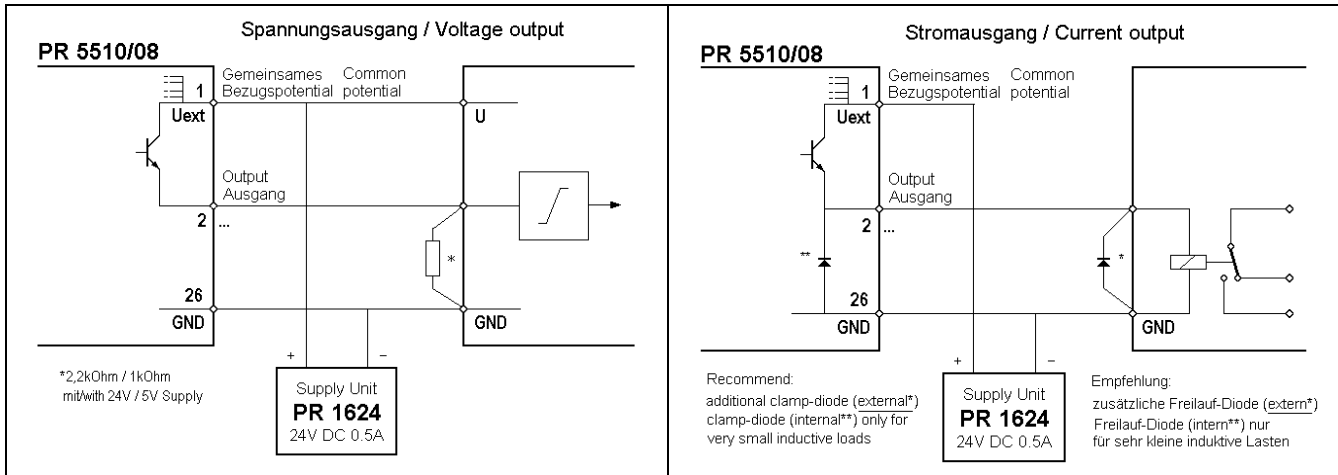 Spannungsausgang / Voltage output
PR 5510/08
Gemeinsames Common
1 Bezugspotential potential
Uext
U
Output
Ausgang
2 ...
*
26
GND
GND
+ –
*2,2kOhm / 1kOhm
mit/with 24V / 5V Supply
Supply Unit
PR 1624
24V DC 0.5A
Stromausgang / Current output
PR 5510/08
Gemeinsames Common
1 Bezugspotential potential
Uext
Output
Ausgang
2 ...
**
*
26
GND
GND
+ –
Recommend:
additional clamp-diode (external*)
clamp-diode (internal**) only for
very small inductive loads
Supply Unit
PR 1624
24V DC 0.5A
Empfehlung:
zusätzliche Freilauf-Diode (extern*)
Freilauf-Diode (intern**) nur
für sehr kleine induktive Lasten